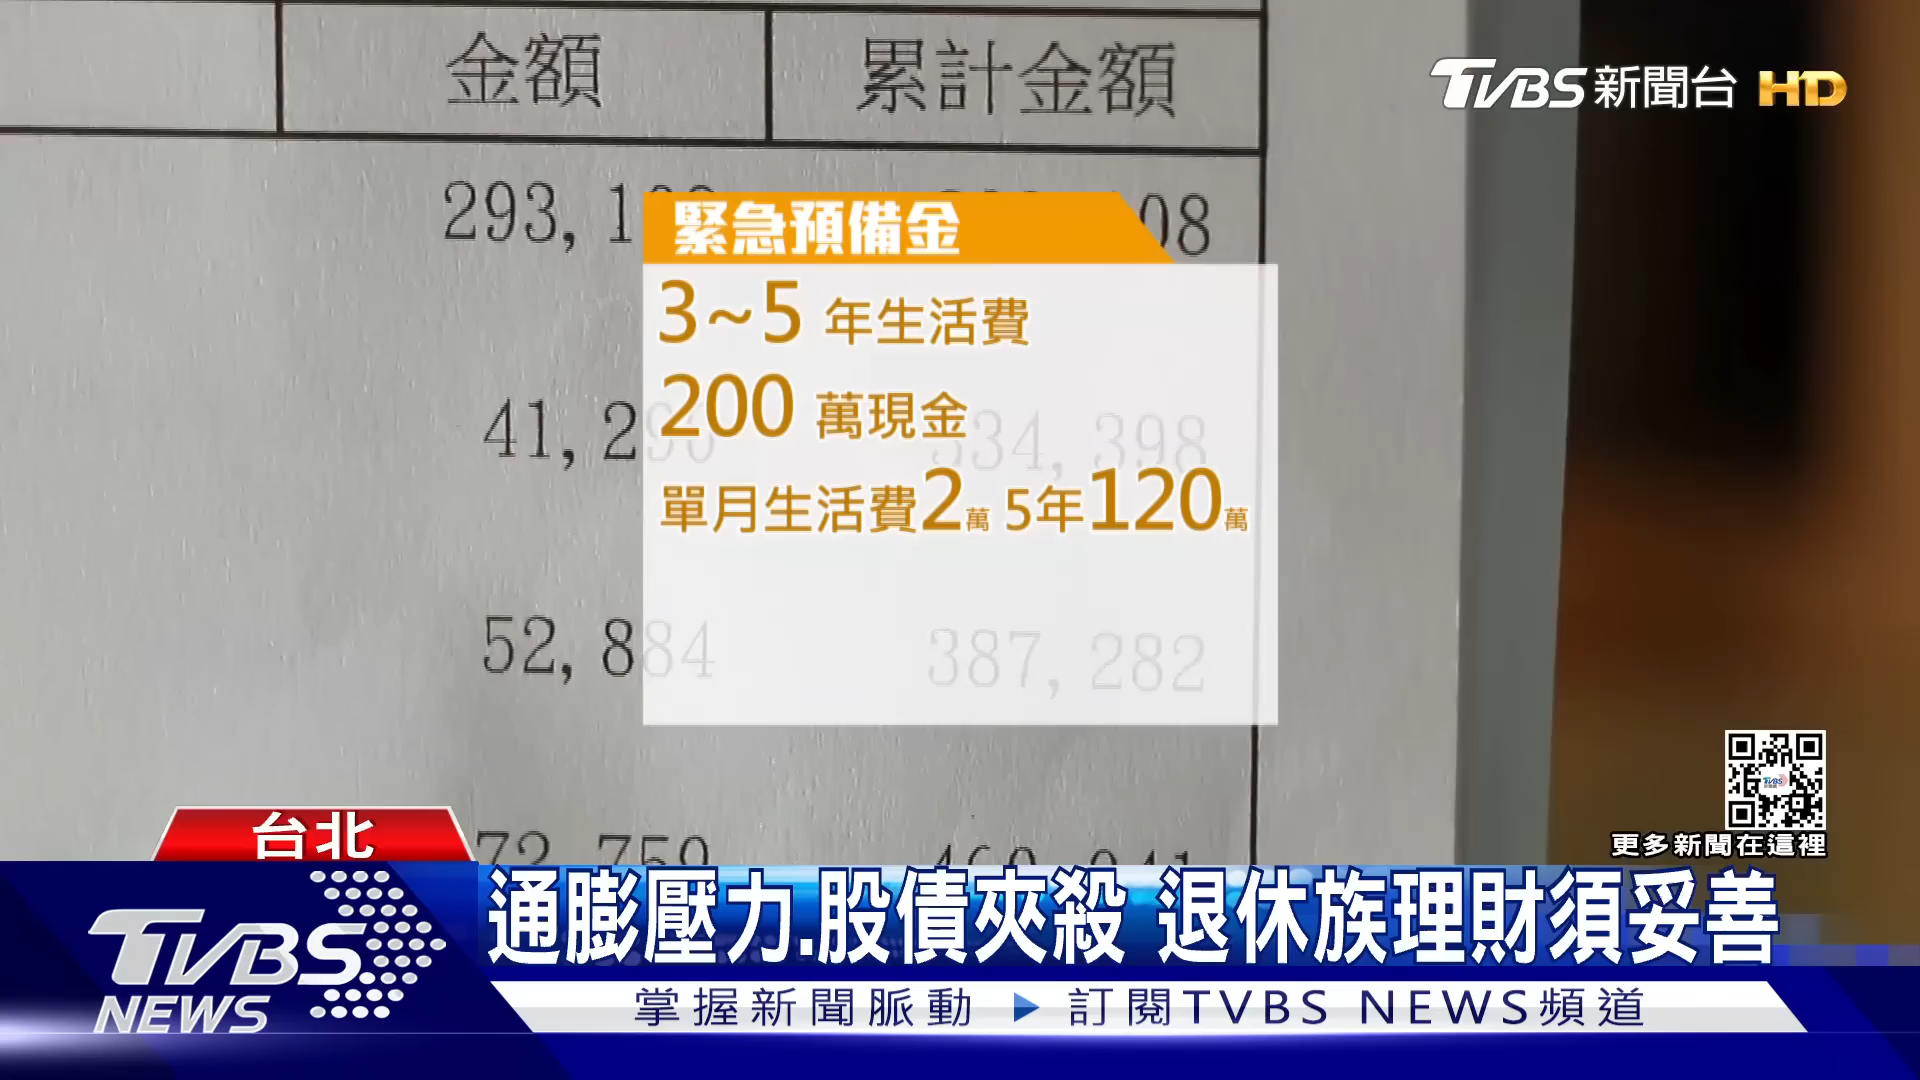 金額 累計金額
TVBS新聞台 HD
293,1 08
緊急預備金
3~5 年生活費
200 萬現金
334,398
41,290
單月生活費2萬 5年120萬
52,884 387,282
更多新聞在這裡
台北
72,759
通膨壓力.股債夾殺 退休族理財須妥善
TVBS NEWS
掌握新聞脈動 ▶ 訂閱TVBS NEWS頻道